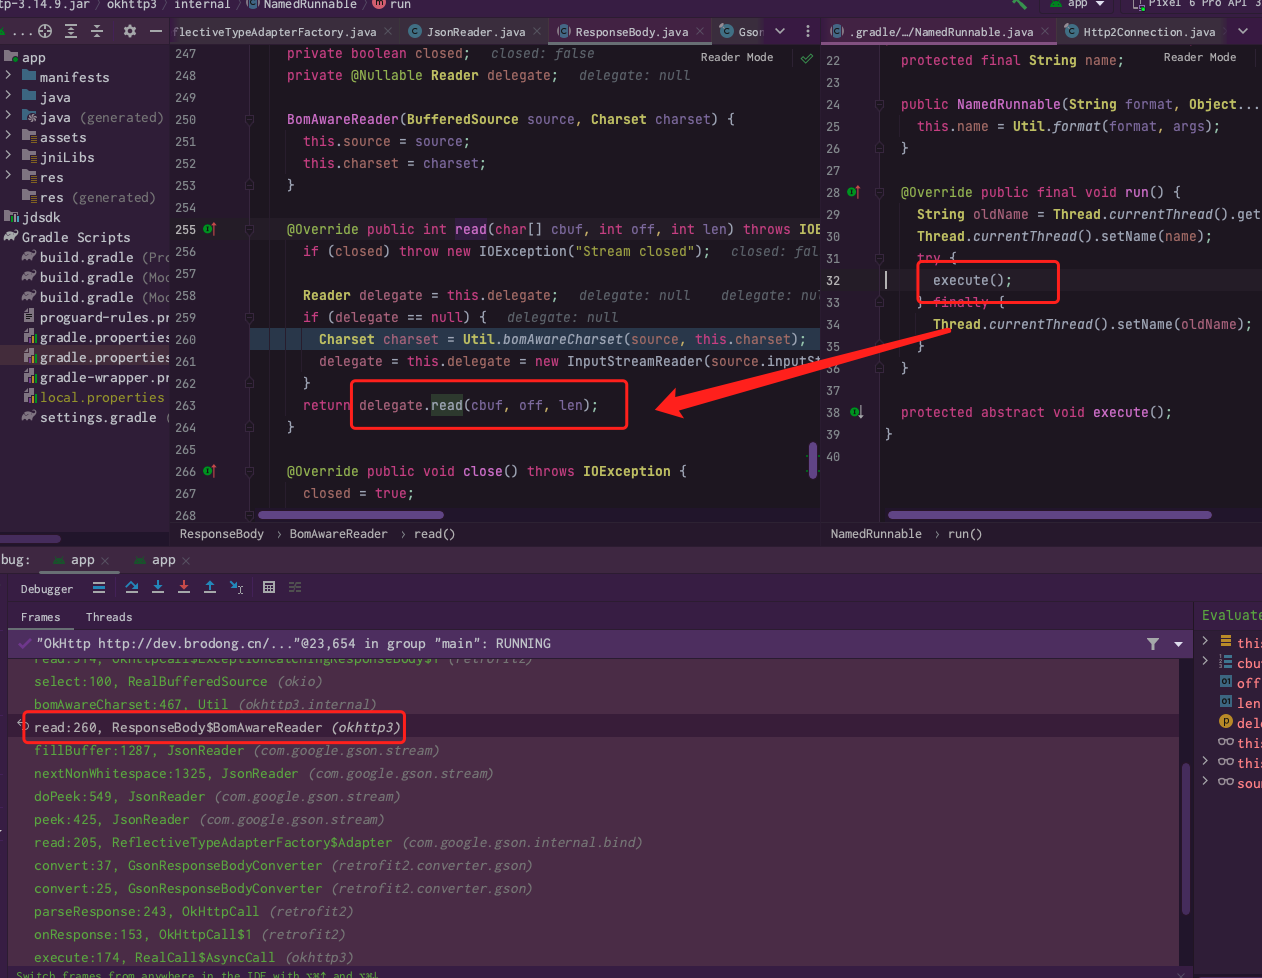 tp-3.14.9.jar › okhttp3 › internal › NamedRunnable › run
app
Pixel 6 Pro API 3
flectiveTypeAdapterFactory.java
JsonReader.java
ResponseBody.java
Gson
.gradle/…/NamedRunnable.java
Http2Connection.java
app
manifests
java
java (generated)
assets
jniLibs
res
res (generated)
jdsdk
Gradle Scripts
build.gradle (Pro
build.gradle (Mod
build.gradle (Mod
proguard-rules.pr
gradle.properties
gradle.properties
gradle-wrapper.pr
local.properties
settings.gradle (
Reader Mode
247 private boolean closed; closed: false
248 private @Nullable Reader delegate; delegate: null
249
250 BomAwareReader(BufferedSource source, Charset charset) {
251 this.source = source;
252 this.charset = charset;
253 }
254
255 @Override public int read(char[] cbuf, int off, int len) throws IOE
256 if (closed) throw new IOException("Stream closed"); closed: fal
257
258 Reader delegate = this.delegate; delegate: null delegate: nu
259 if (delegate == null) { delegate: null
260 Charset charset = Util.bomAwareCharset(source, this.charset);
261 delegate = this.delegate = new InputStreamReader(source.inputSt
262 }
263 return delegate.read(cbuf, off, len);
264 }
265
266 @Override public void close() throws IOException {
267 closed = true;
268
ResponseBody › BomAwareReader › read()
Reader Mode
22 protected final String name;
23
24 public NamedRunnable(String format, Object...
25 this.name = Util.format(format, args);
26 }
27
28 @Override public final void run() {
29 String oldName = Thread.currentThread().get
30 Thread.currentThread().setName(name);
31 try {
32 execute();
33 } finally {
34 Thread.currentThread().setName(oldName);
35 }
36 }
37
38 protected abstract void execute();
39 }
40
NamedRunnable › run()
bug: app app
Debugger
Frames Threads
"OkHttp http://dev.brodong.cn/..."@23,654 in group "main": RUNNING
read:514, OkHttpCall$ExceptionCatchingResponseBody$1 (retrofit2)
select:100, RealBufferedSource (okio)
bomAwareCharset:467, Util (okhttp3.internal)
read:260, ResponseBody$BomAwareReader (okhttp3)
fillBuffer:1287, JsonReader (com.google.gson.stream)
nextNonWhitespace:1325, JsonReader (com.google.gson.stream)
doPeek:549, JsonReader (com.google.gson.stream)
peek:425, JsonReader (com.google.gson.stream)
read:205, ReflectiveTypeAdapterFactory$Adapter (com.google.gson.internal.bind)
convert:37, GsonResponseBodyConverter (retrofit2.converter.gson)
convert:25, GsonResponseBodyConverter (retrofit2.converter.gson)
parseResponse:243, OkHttpCall (retrofit2)
onResponse:153, OkHttpCall$1 (retrofit2)
execute:174, RealCall$AsyncCall (okhttp3)
Switch frames from anywhere in the IDE with ⌥⌘↑ and ⌥⌘↓
Evaluate
this
cbu
off
len
dele
this
this
sou